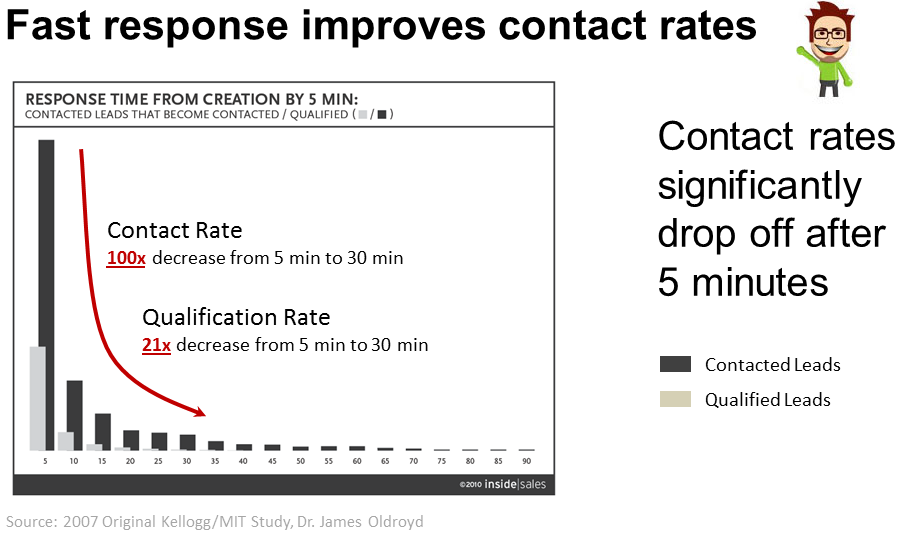 Fast response improves contact rates
RESPONSE TIME FROM CREATION BY 5 MIN:
CONTACTED LEADS THAT BECOME CONTACTED / QUALIFIED ( / )
Contact Rate
100x decrease from 5 min to 30 min
Qualification Rate
21x decrease from 5 min to 30 min
5 10 15 20 25 30 35 40 45 50 55 60 65 70 75 80 85 90
©2010 inside|sales
Contact rates
significantly
drop off after
5 minutes
Contacted Leads
Qualified Leads
Source: 2007 Original Kellogg/MIT Study, Dr. James Oldroyd